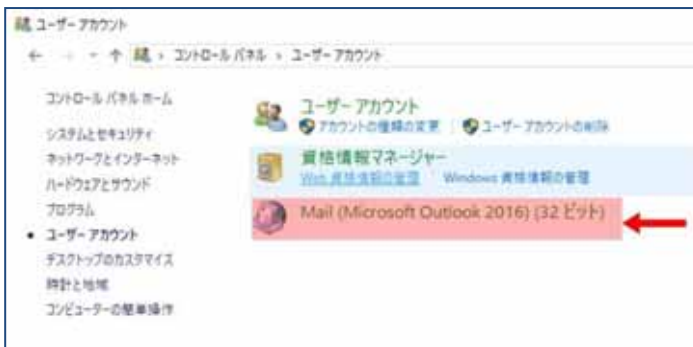 ユーザー アカウント
コントロール パネル › ユーザー アカウント
コントロール パネル ホーム
システムとセキュリティ
ネットワークとインターネット
ハードウェアとサウンド
プログラム
ユーザー アカウント
デスクトップのカスタマイズ
時計と地域
コンピューターの簡単操作
ユーザー アカウント
アカウントの種類の変更 ユーザー アカウントの削除
資格情報マネージャー
Web 資格情報の管理 Windows 資格情報の管理
Mail (Microsoft Outlook 2016) (32 ビット)